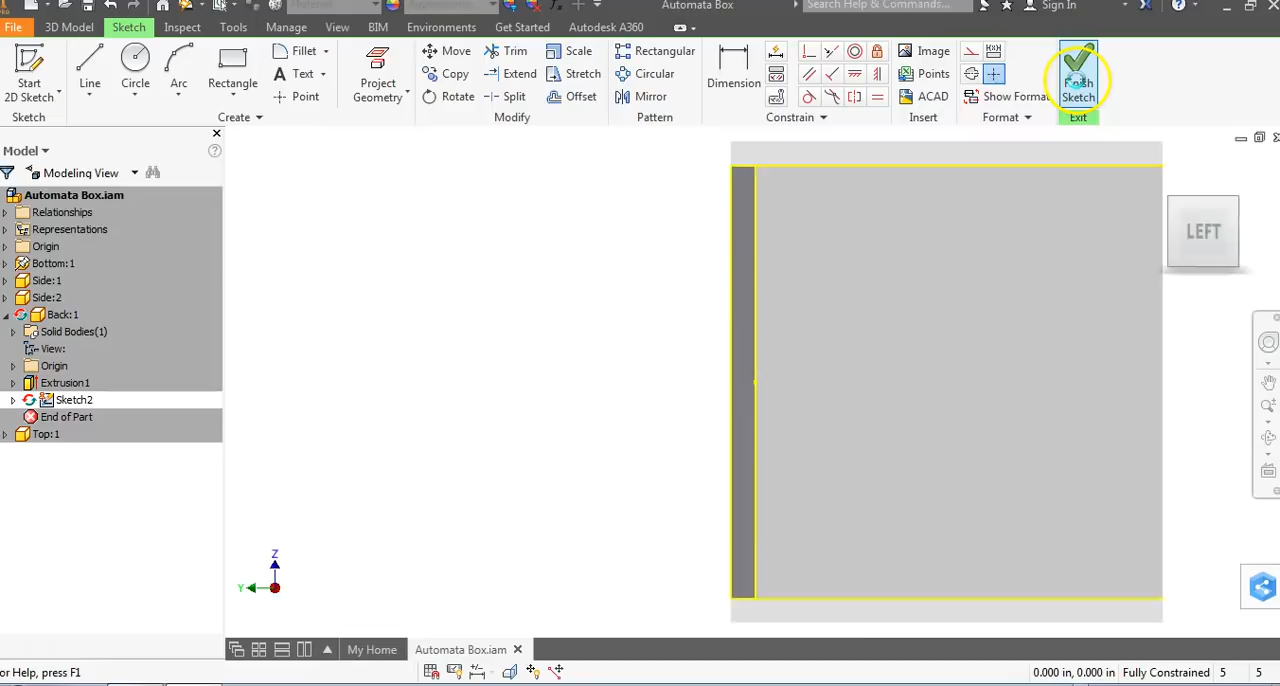 Automata Box
Search Help & Commands...
Sign In
File 3D Model Sketch Inspect Tools Manage View BIM Environments Get Started Autodesk A360
Start
2D Sketch
Line
Circle
Arc
Rectangle
Fillet
Text
Point
Project
Geometry
Move
Copy
Rotate
Trim
Extend
Split
Scale
Stretch
Offset
Rectangular
Circular
Mirror
Dimension
Image
Points
ACAD
Show Format
Finish
Sketch
Sketch Create Modify Pattern Constrain Insert Format Exit
Model
Modeling View
Automata Box.iam
Relationships
Representations
Origin
Bottom:1
Side:1
Side:2
Back:1
Solid Bodies(1)
View:
Origin
Extrusion1
Sketch2
End of Part
Top:1
LEFT
Z
Y
My Home Automata Box.iam
or Help, press F1
0.000 in, 0.000 in Fully Constrained 5 5